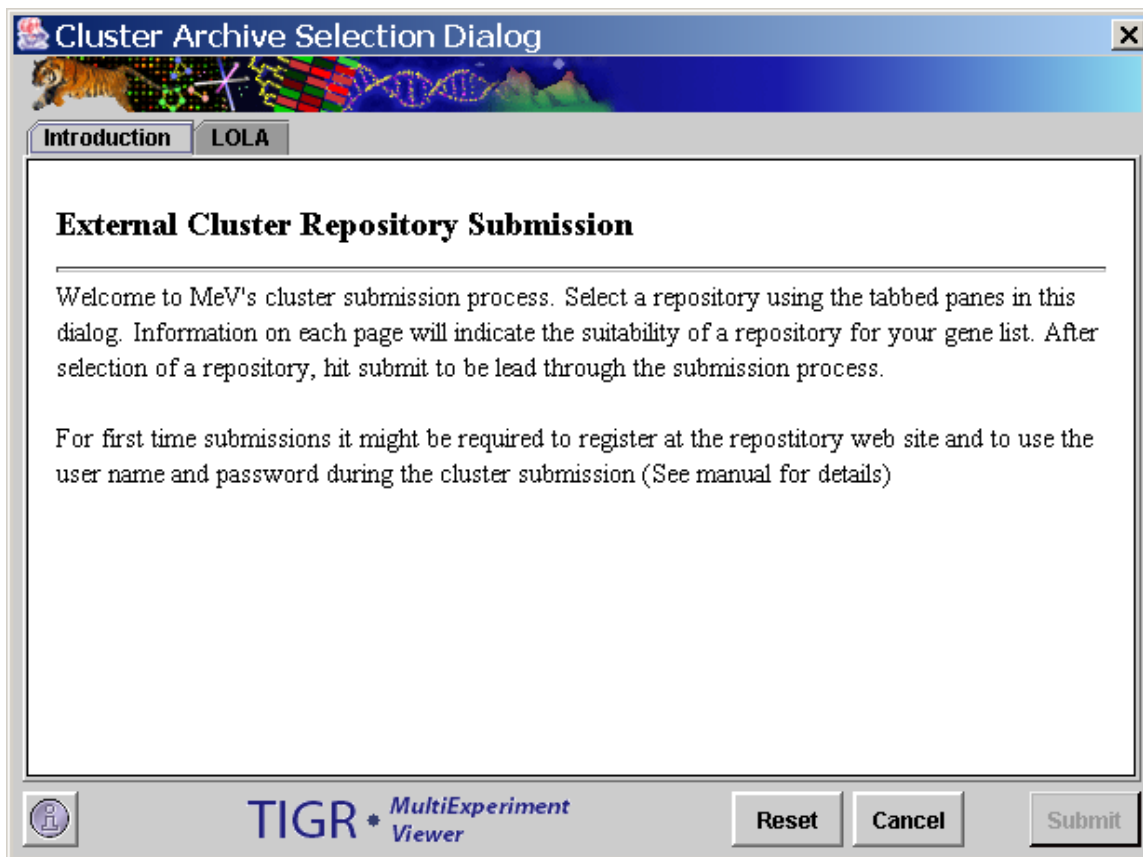 Cluster Archive Selection Dialog
Introduction LOLA
External Cluster Repository Submission
Welcome to MeV's cluster submission process. Select a repository using the tabbed panes in this
dialog. Information on each page will indicate the suitability of a repository for your gene list. After
selection of a repository, hit submit to be lead through the submission process.
For first time submissions it might be required to register at the repostitory web site and to use the
user name and password during the cluster submission (See manual for details)
TIGR * MultiExperiment
Viewer
Reset Cancel Submit